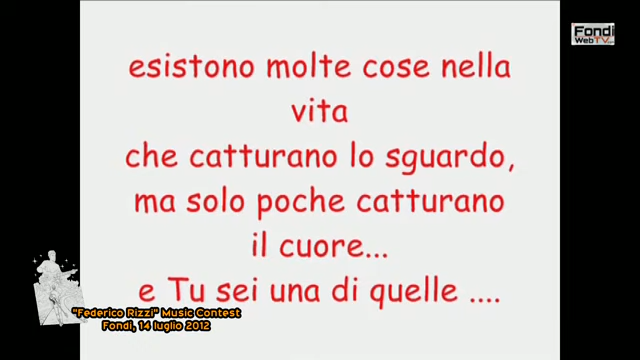 Fondi
WebTV
esistono molte cose nella
vita
che catturano lo sguardo,
ma solo poche catturano
il cuore...
e Tu sei una di quelle ....
"Federico Rizzi" Music Contest
Fondi, 14 luglio 2012